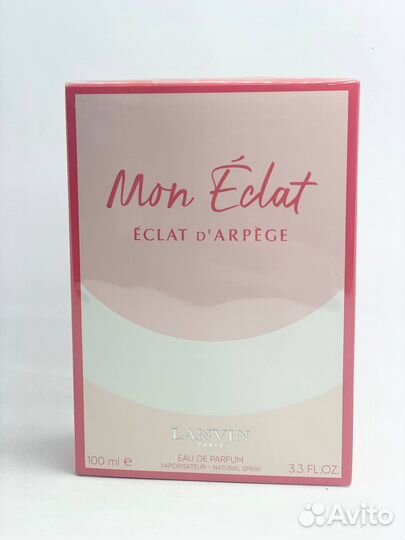 Mon Éclat
ÉCLAT D'ARPÈGE
LANVIN
PARIS
100 ml e EAU DE PARFUM 3.3 FL.OZ.
VAPORISATEUR - NATURAL SPRAY
Avito